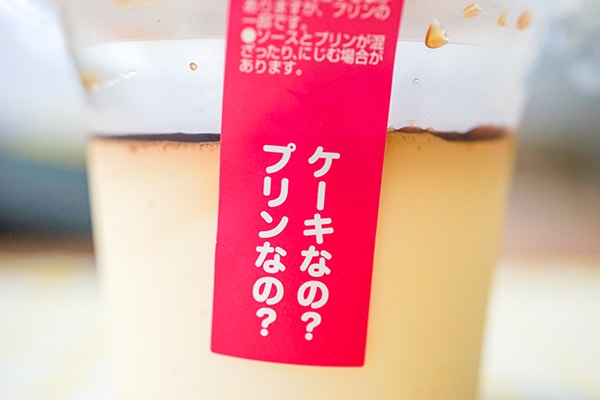 ありますが、プリンの
一部です。
●ソースとプリンが混
ざったり、にじむ場合が
あります。
ケーキなの?
プリンなの?